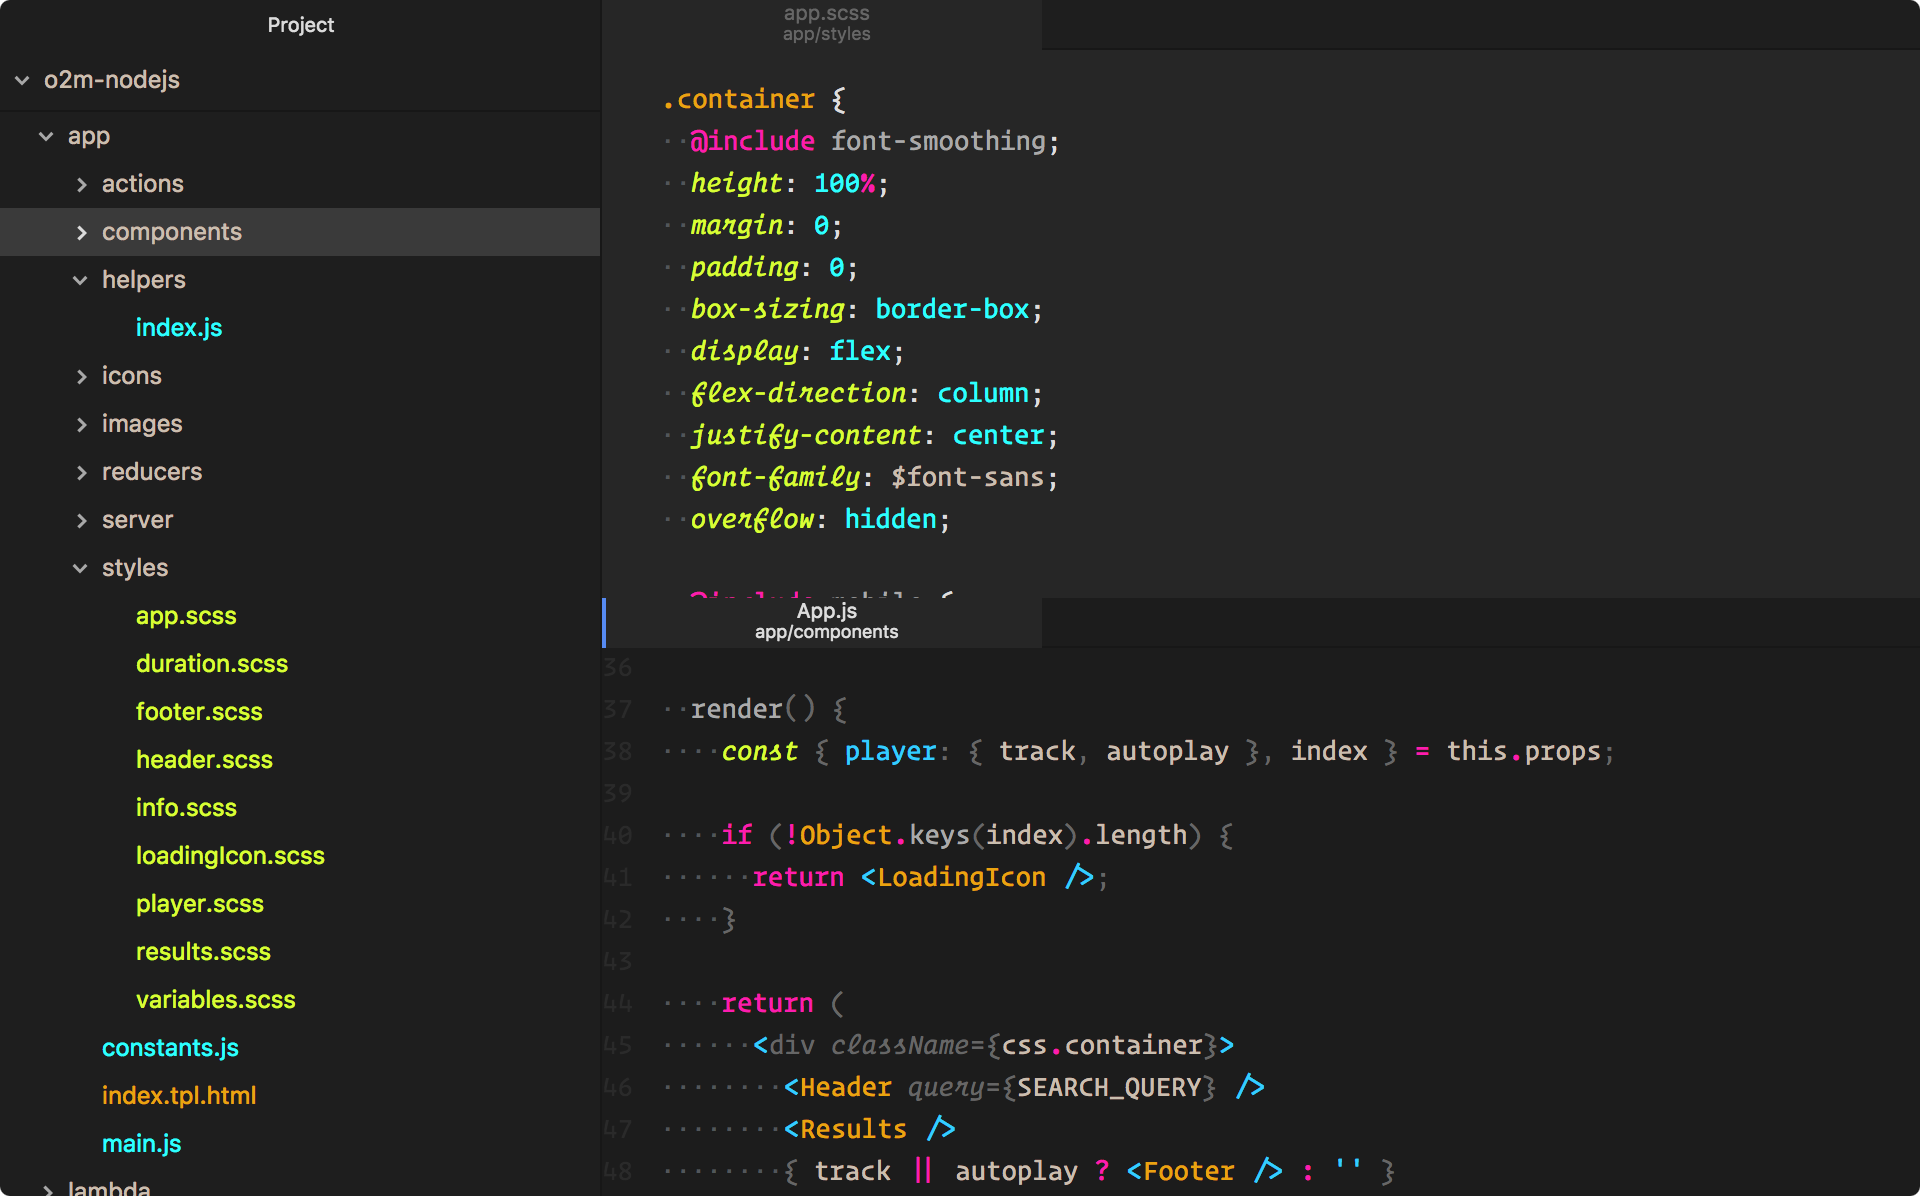 Project
o2m-nodejs
app
actions
components
helpers
index.js
icons
images
reducers
server
styles
app.scss
duration.scss
footer.scss
header.scss
info.scss
loadingIcon.scss
player.scss
results.scss
variables.scss
constants.js
index.tpl.html
main.js
lambda
app.scss
app/styles
.container {
··@include font-smoothing;
··height: 100%;
··margin: 0;
··padding: 0;
··box-sizing: border-box;
··display: flex;
··flex-direction: column;
··justify-content: center;
··font-family: $font-sans;
··overflow: hidden;
@include mobile {
App.js
app/components
36
37 ··render() {
38 ····const { player: { track, autoplay }, index } = this.props;
39
40 ····if (!Object.keys(index).length) {
41 ······return <LoadingIcon />;
42 ····}
43
44 ····return (
45 ······<div className={css.container}>
46 ········<Header query={SEARCH_QUERY} />
47 ········<Results />
48 ········{ track || autoplay ? <Footer /> : '' }